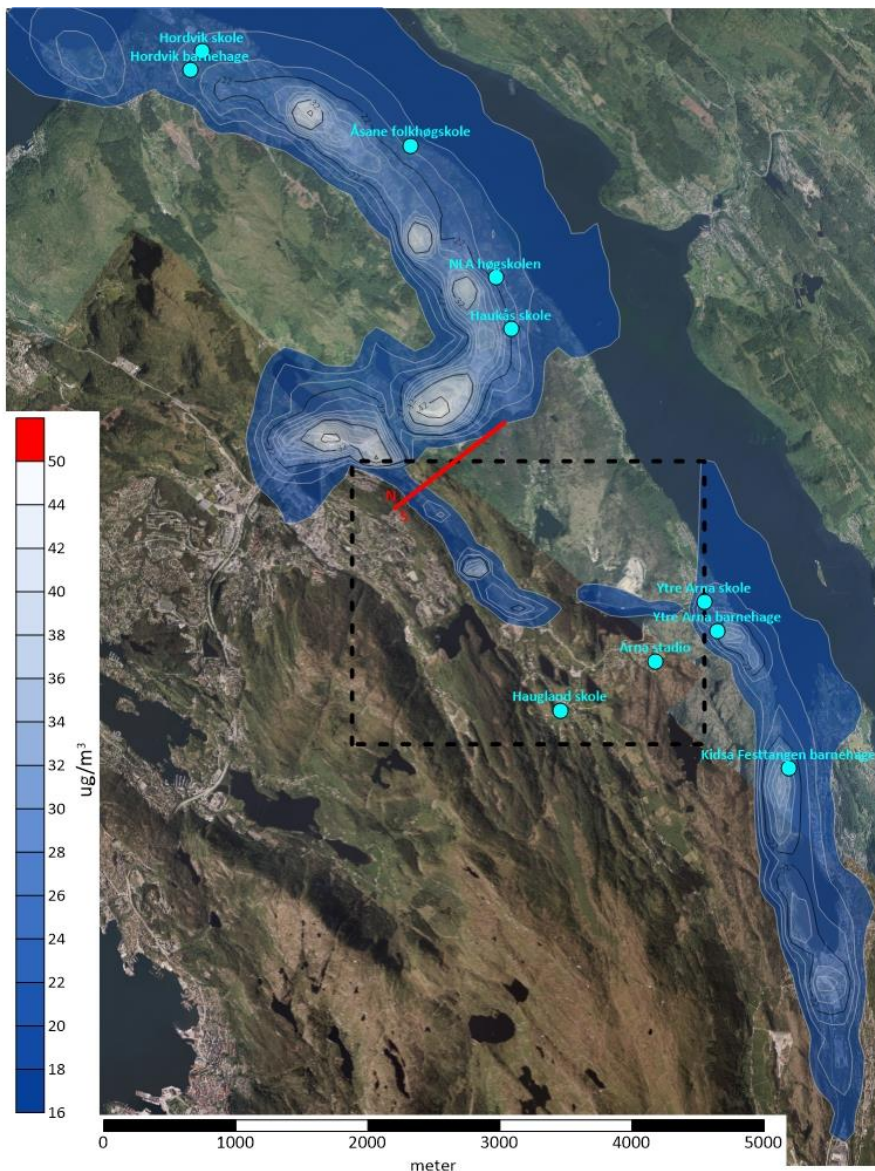 Hordvik skole
Hordvik barnehage
Åsane folkhøgskole
NLA høgskolen
Haukås skole
N
S
Ytre Arna skole
Ytre Arna barnehage
Arna stadio
Haugland skole
Kidsa Festtangen barnehage
50
44
42
40
38
36
34
32
30
28
26
24
22
20
18
16
ug/m³
0 1000 2000 3000 4000 5000
meter